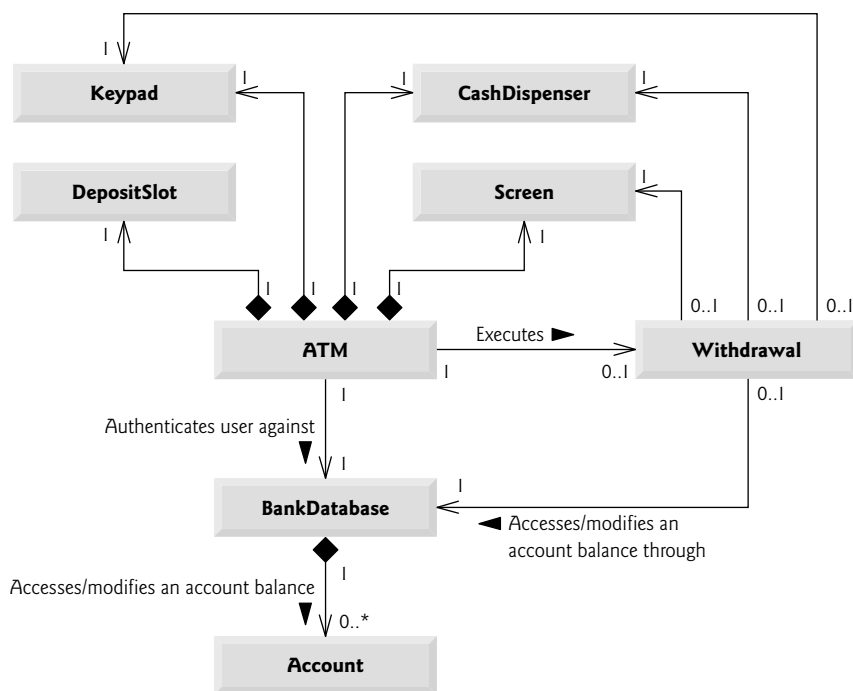 1
1
1
1
Keypad
CashDispenser
1
1
DepositSlot
Screen
1
1
1
1
1
1
0..1
0..1
0..1
ATM
Executes
Withdrawal
1
0..1
1
0..1
Authenticates user against
1
1
BankDatabase
Accesses/modifies an
account balance through
1
Accesses/modifies an account balance
0..*
Account